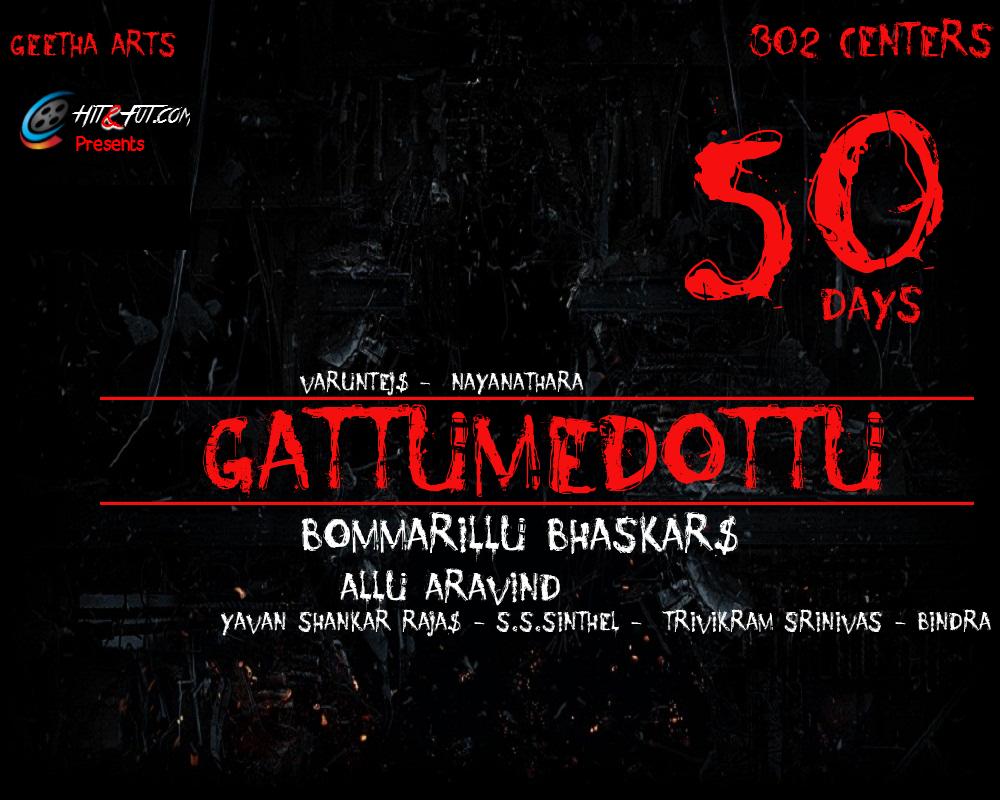 GEETHA ARTS
302 CENTERS
HIT&FUT.COM
Presents
50
DAYS
VARUNTEJ$ - NAYANATHARA
GATTUMEDOTTU
BOMMARILLU BHASKAR$
ALLU ARAVIND
YAVAN SHANKAR RAJA$ - S.S.SINTHEL - TRIVIKRAM SRINIVAS - BINDRA